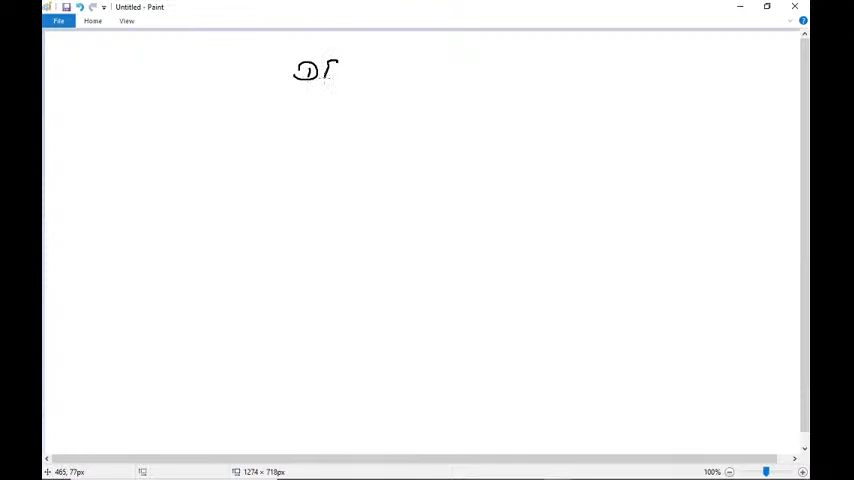 Untitled - Paint
File Home View
D
465, 77px 1274 × 718px 100%